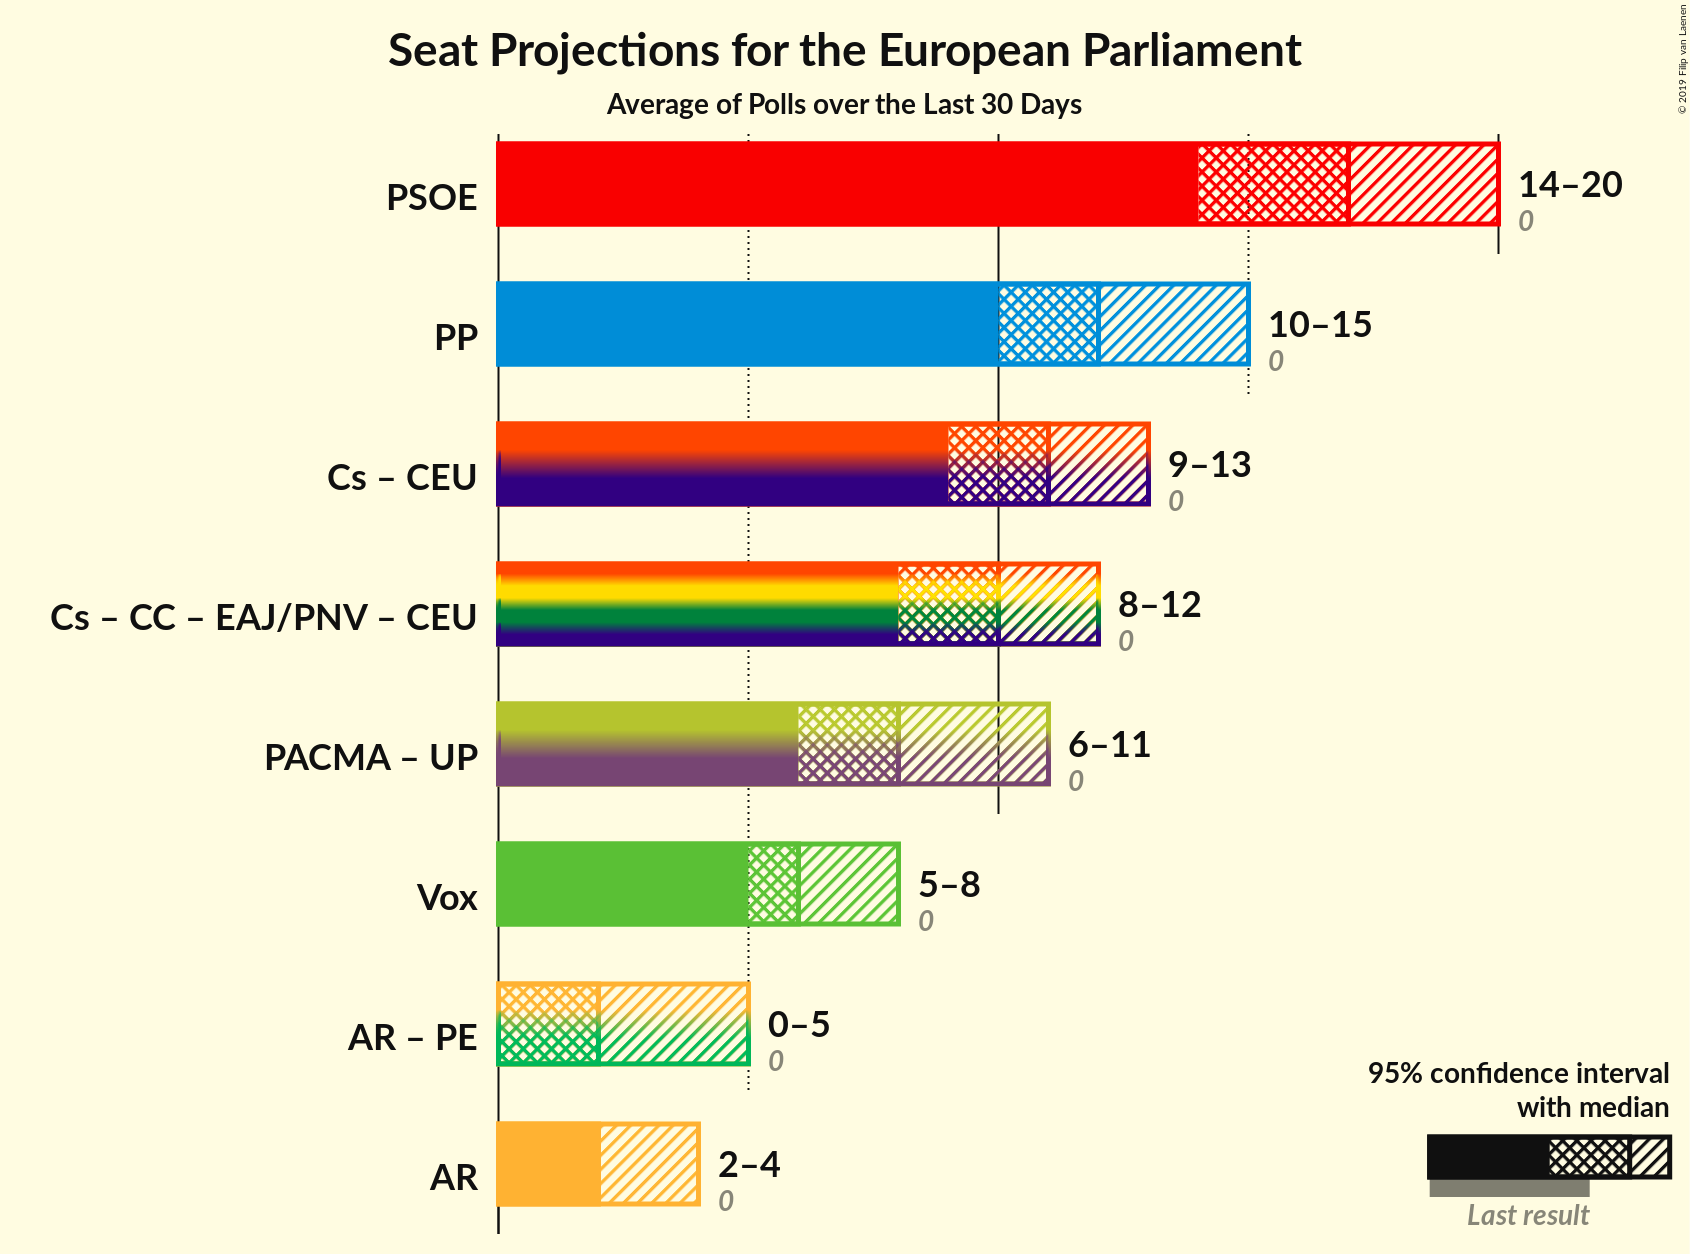 Seat Projections for the European Parliament
Average of Polls over the Last 30 Days
© 2019 Filip van Laenen
PSOE
14–20
0
PP
10–15
0
Cs – CEU
9–13
0
Cs – CC – EAJ/PNV – CEU
8–12
0
PACMA – UP
6–11
0
Vox
5–8
0
AR – PE
0–5
0
AR
2–4
0
95% confidence interval
with median
Last result